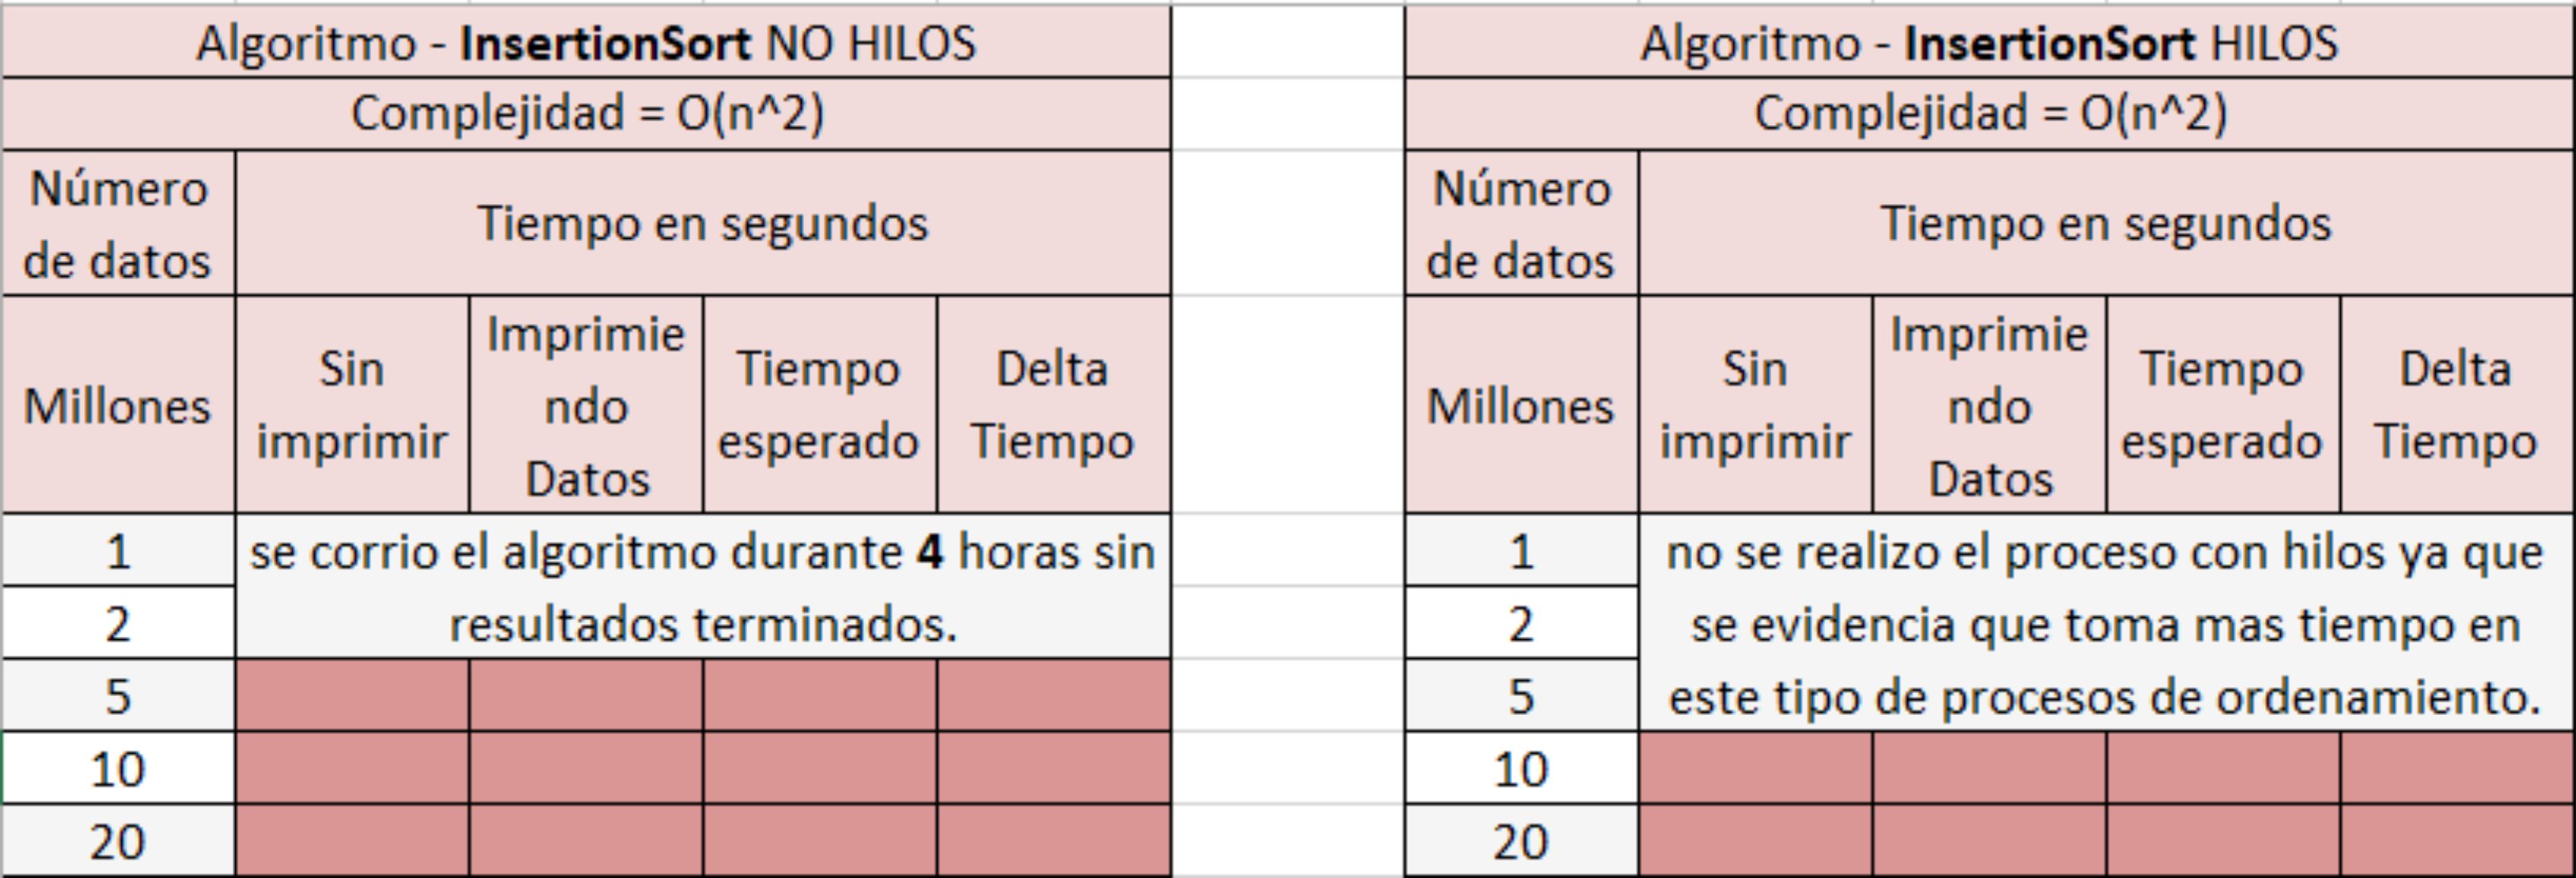 Algoritmo - InsertionSort NO HILOS
Complejidad = O(n^2)
Número
de datos
Tiempo en segundos
Millones
Sin
imprimir
Imprimie
ndo
Datos
Tiempo
esperado
Delta
Tiempo
1
2
se corrio el algoritmo durante 4 horas sin
resultados terminados.
5
10
20
Algoritmo - InsertionSort HILOS
Complejidad = O(n^2)
Número
de datos
Tiempo en segundos
Millones
Sin
imprimir
Imprimie
ndo
Datos
Tiempo
esperado
Delta
Tiempo
1
2
5
no se realizo el proceso con hilos ya que
se evidencia que toma mas tiempo en
este tipo de procesos de ordenamiento.
10
20